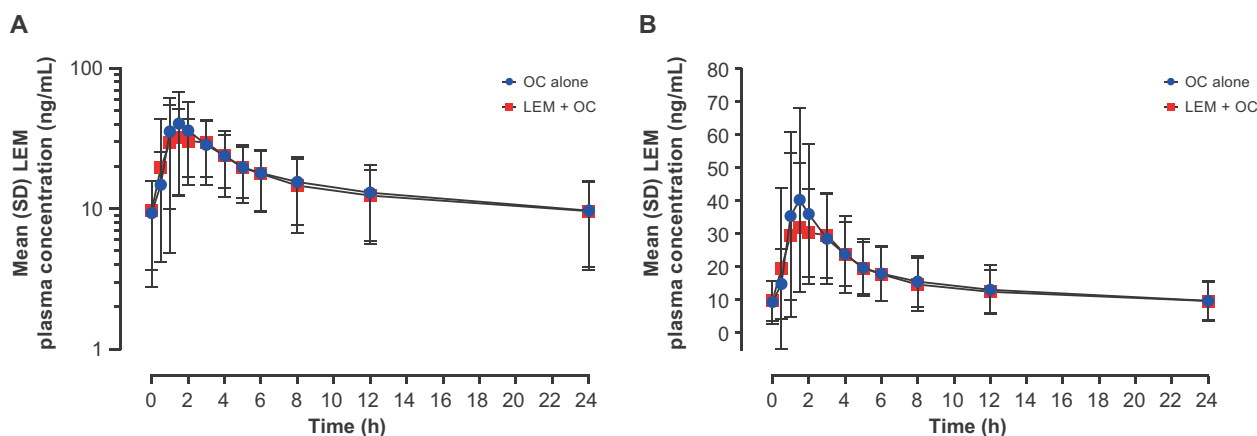 A
Mean (SD) LEM
plasma concentration (ng/mL)
100
10
1
OC alone
LEM + OC
0 2 4 6 8 10 12 14 16 18 20 22 24
Time (h)
B
Mean (SD) LEM
plasma concentration (ng/mL)
80
70
60
50
40
30
20
10
0
OC alone
LEM + OC
0 2 4 6 8 10 12 14 16 18 20 22 24
Time (h)